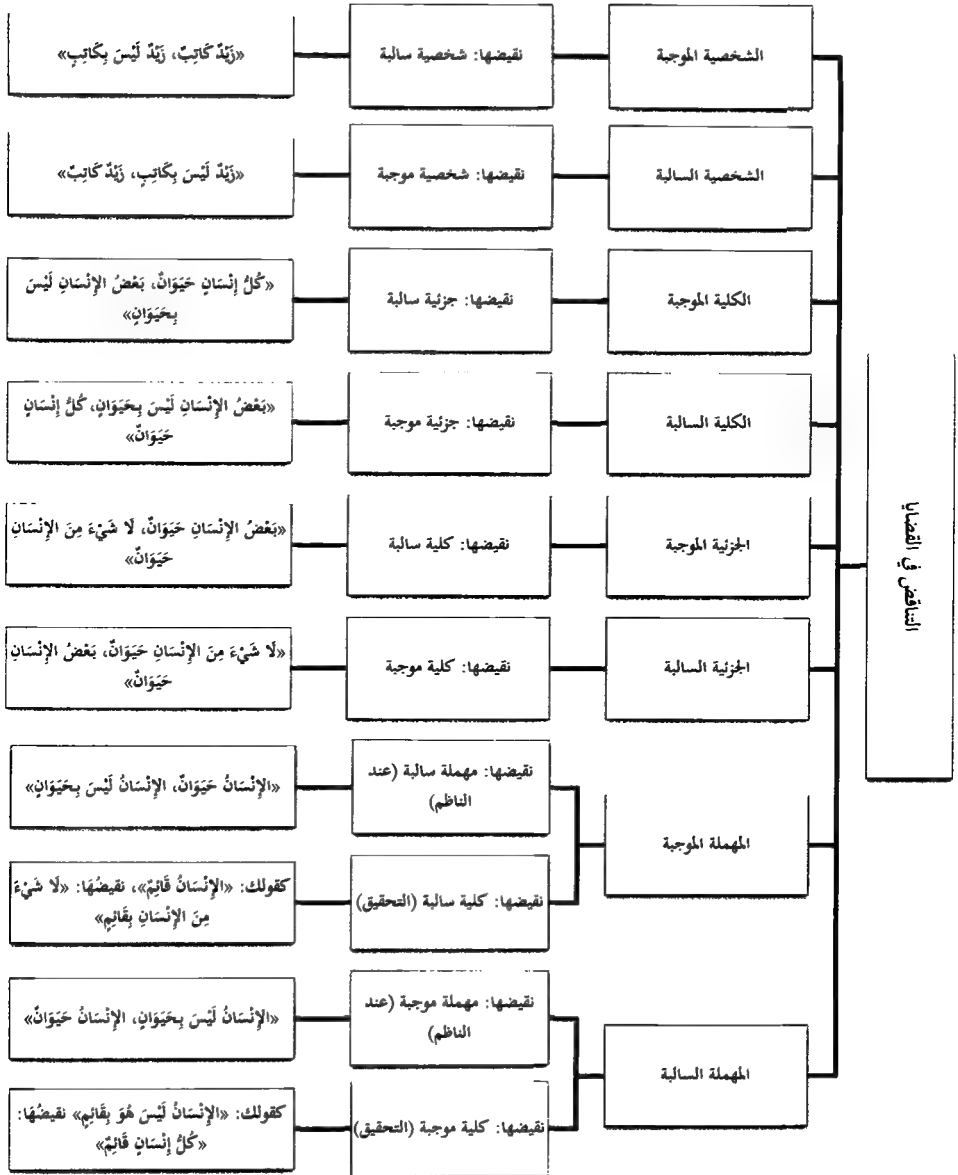 التناقض في القضايا
الشخصية الموجبة
نقيضها: شخصية سالبة
«زَيْدٌ كَاتِبٌ، زَيْدٌ لَيْسَ بِكَاتِبٍ»
الشخصية السالبة
نقيضها: شخصية موجبة
«زَيْدٌ لَيْسَ بِكَاتِبٍ، زَيْدٌ كَاتِبٌ»
الكلية الموجبة
نقيضها: جزئية سالبة
«كُلُّ إِنْسَانٍ حَيَوَانٌ، بَعْضُ الإِنْسَانِ لَيْسَ
بِحَيَوَانٍ»
الكلية السالبة
نقيضها: جزئية موجبة
«بَعْضُ الإِنْسَانِ لَيْسَ بِحَيَوَانٍ، كُلُّ إِنْسَانٍ
حَيَوَانٌ»
الجزئية الموجبة
نقيضها: كلية سالبة
«بَعْضُ الإِنْسَانِ حَيَوَانٌ، لَا شَيْءَ مِنَ الإِنْسَانِ
حَيَوَانٌ»
الجزئية السالبة
نقيضها: كلية موجبة
«لَا شَيْءَ مِنَ الإِنْسَانِ حَيَوَانٌ، بَعْضُ الإِنْسَانِ
حَيَوَانٌ»
المهملة الموجبة
نقيضها: مهملة سالبة (عند
الناظم)
«الإِنْسَانُ حَيَوَانٌ، الإِنْسَانُ لَيْسَ بِحَيَوَانٍ»
نقيضها: كلية سالبة (التحقيق)
كقولك: «الإِنْسَانُ قَائِمٌ»، نقيضُهَا: «لَا شَيْءَ
مِنَ الإِنْسَانِ بِقَائِمٍ»
المهملة السالبة
نقيضها: مهملة موجبة (عند
الناظم)
«الإِنْسَانُ لَيْسَ بِحَيَوَانٍ، الإِنْسَانُ حَيَوَانٌ»
نقيضها: كلية موجبة (التحقيق)
كقولك: «الإِنْسَانُ لَيْسَ هُوَ بِقَائِمٍ» نقيضُهَا:
«كُلُّ إِنْسَانٍ قَائِمٌ»